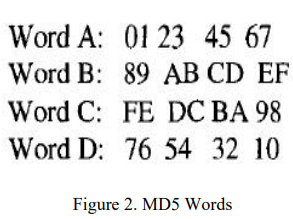 Word A: 01 23 45 67
Word B: 89 AB CD EF
Word C: FE DC BA 98
Word D: 76 54 32 10
Figure 2. MD5 Words